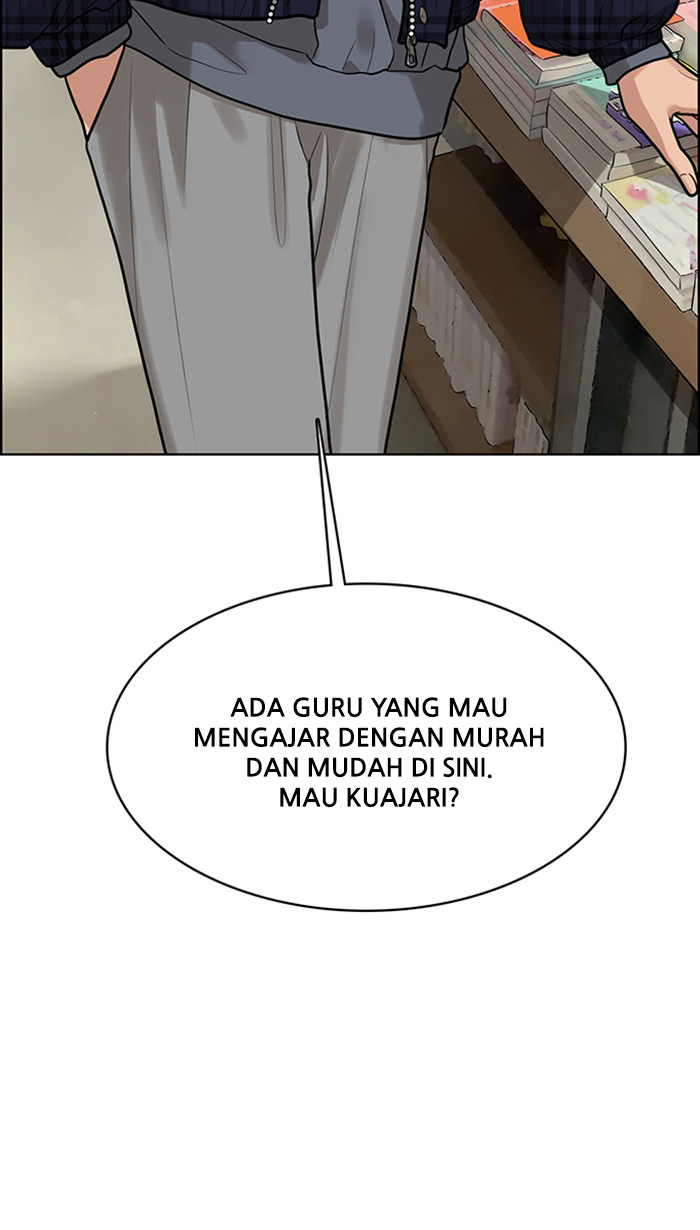 ADA GURU YANG MAU
MENGAJAR DENGAN MURAH
DAN MUDAH DI SINI.
MAU KUAJARI?